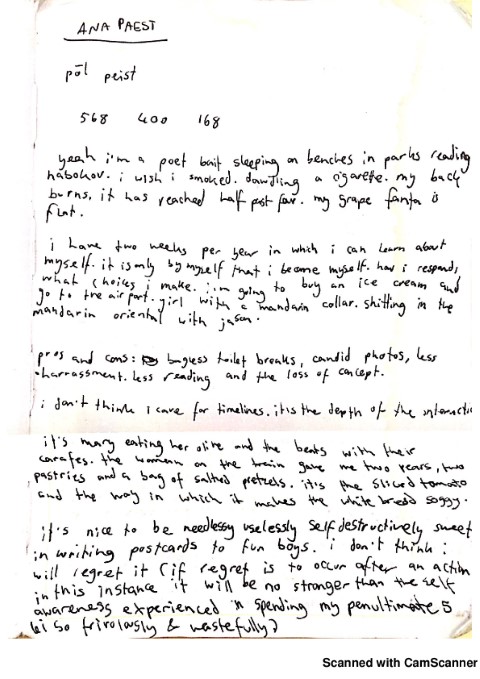 ANA PAEST
pōl peist
568 400 168
yeah i'm a poet bait sleeping on benches in parks reading
nabokov. i wish i smoked. dawdling a cigarette. my back
burns. it has reached half past four. my grape fanta is
flat.
i have two weeks per year in which i can learn about
myself. it is only by myself that i become myself. how i respond,
what choices i make. i'm going to buy an ice cream and
go to the airport. girl with a mandarin collar. shitting in the
mandarin oriental with jason.
pros and cons: bagless toilet breaks, candid photos, less
harrassment. less reading and the loss of concept.
i don't think i care for timelines. it is the depth of the interactio
it's mary eating her olive and the beats with their
carafes. the woman on the train gave me two pears, two
pastries and a bag of salted pretzels. it's the sliced tomato
and the way in which it makes the white bread soggy.
it's nice to be needlessy uselessly selfdestructively sweet
in writing postcards to fun boys. i don't think i
will regret it (if regret is to occur after an action
in this instance it will be no stronger than the self
awareness experienced in spending my penultimate 5
so frivolously & wastefully)
Scanned with CamScanner